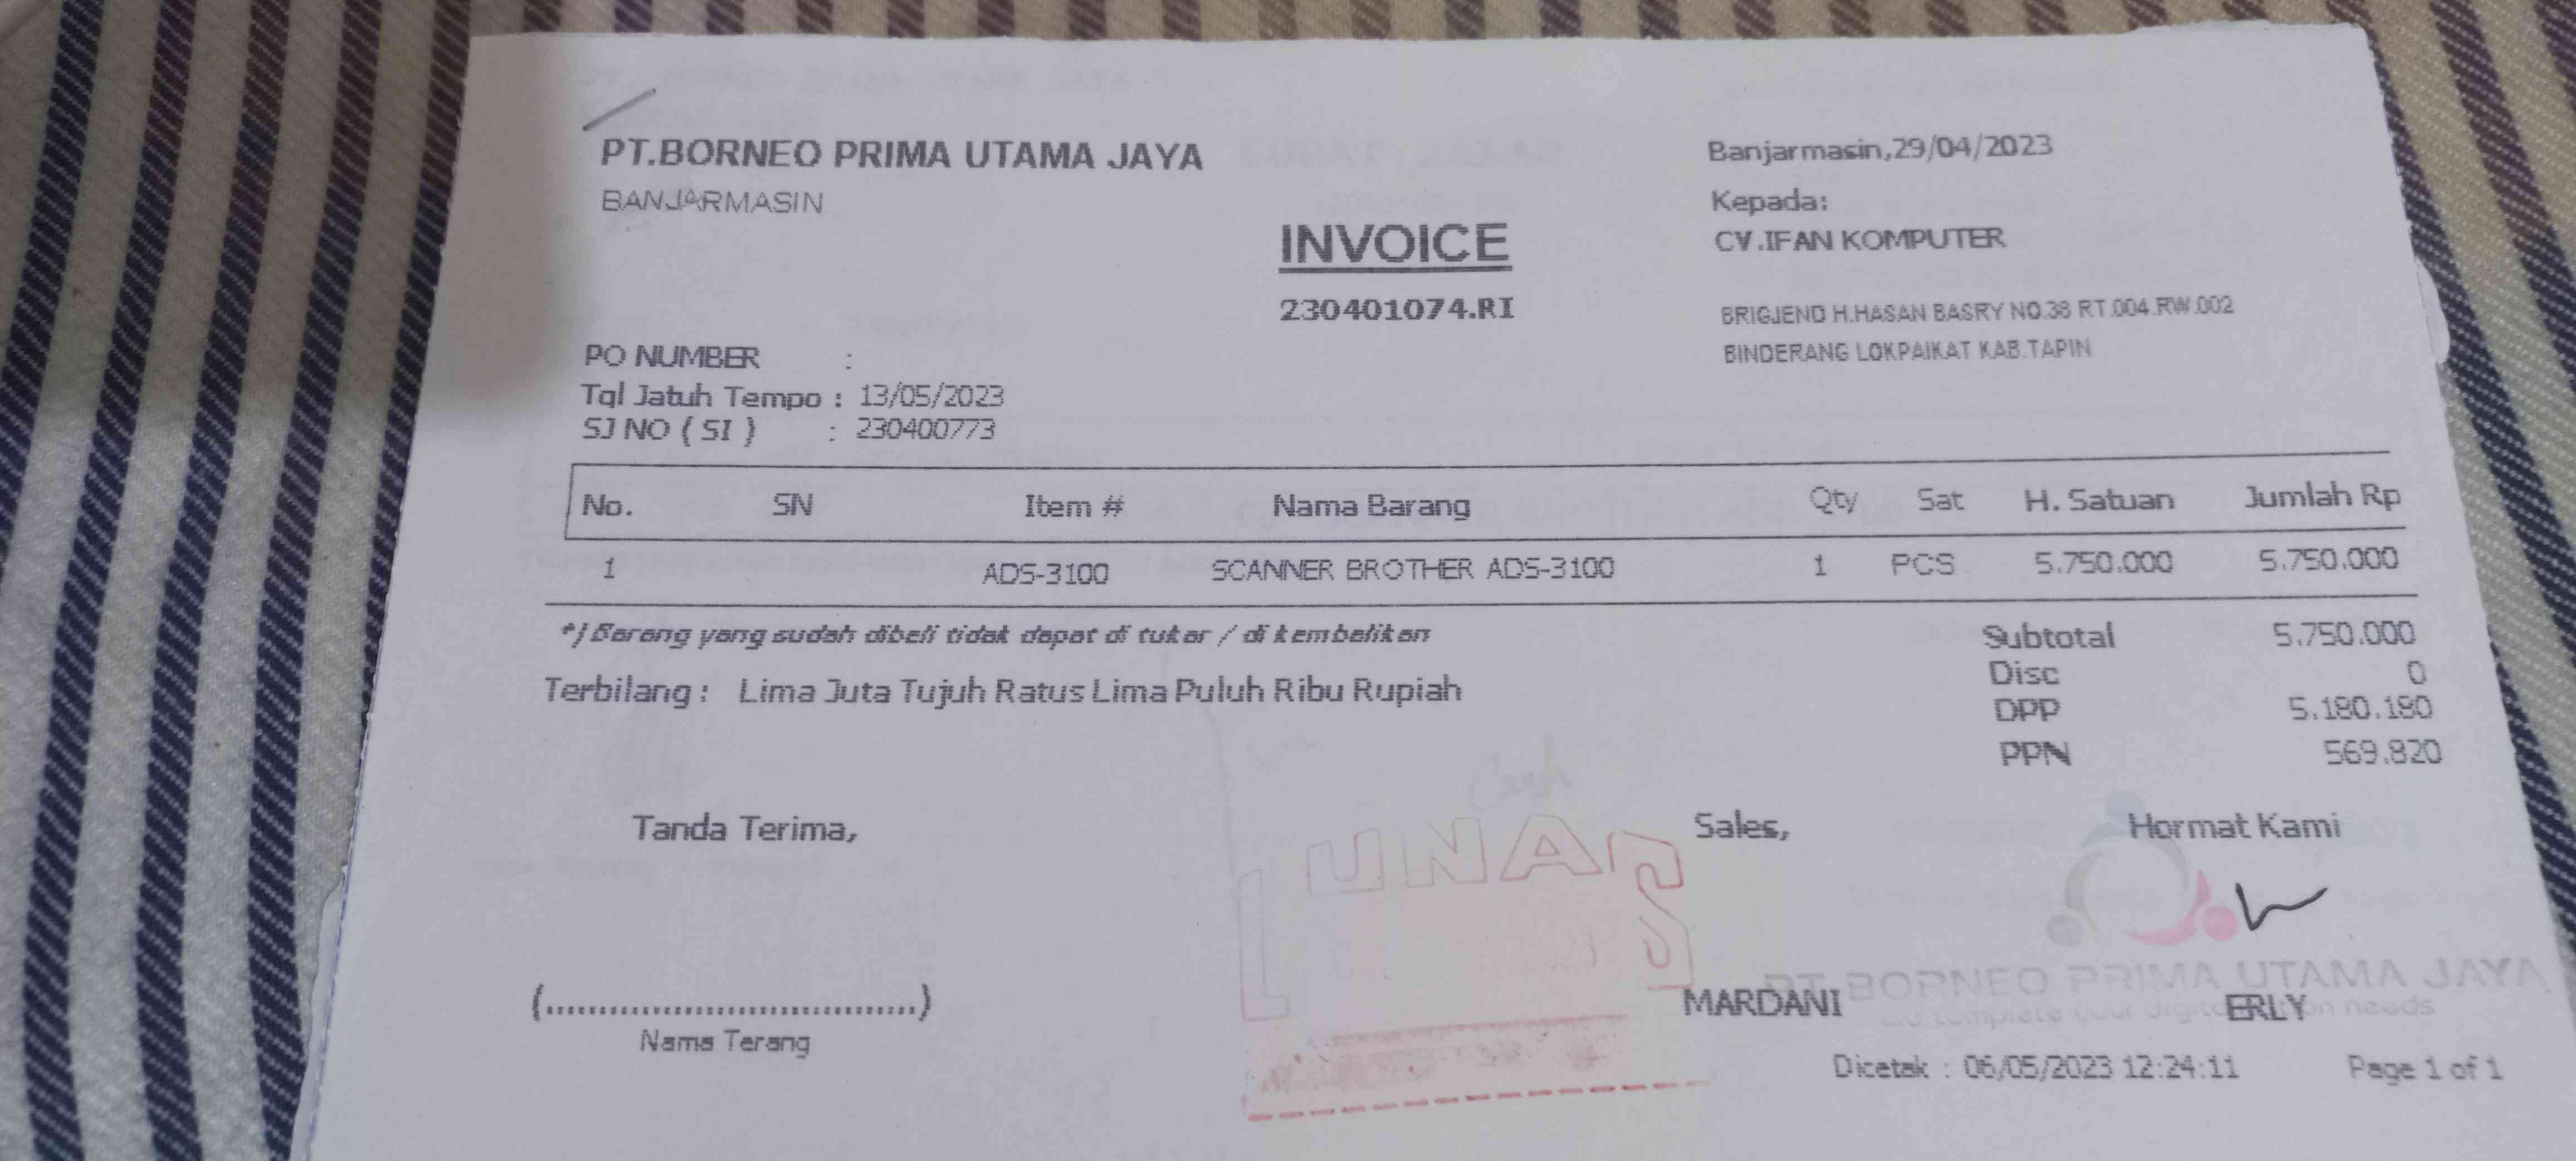 PT.BORNEO PRIMA UTAMA JAYA
BANJARMASIN
INVOICE
230401074.RI
Banjarmasin,29/04/2023
Kepada:
CV.IFAN KOMPUTER
BRIGJEND H.HASAN BASRY NO.38 RT.004.RW.002
BINDERANG LOKPAIKAT KAB.TAPIN
PO NUMBER :
Tgl Jatuh Tempo : 13/05/2023
SJ NO ( SI ) : 230400773
No. SN Item # Nama Barang Qty Sat H. Satuan Jumlah Rp
1 ADS-3100 SCANNER BROTHER ADS-3100 1 PCS 5.750.000 5.750.000
*) Barang yang sudah dibeli tidak dapat di tukar / di kembalikan
Terbilang : Lima Juta Tujuh Ratus Lima Puluh Ribu Rupiah
Subtotal 5.750.000
Disc 0
DPP 5.180.180
PPN 569.820
Cash
LUNAS
Tanda Terima,
Sales,
Hormat Kami
PT.BORNEO PRIMA UTAMA JAYA
(....................................)
Nama Terang
MARDANI
ERLY
Dicetak : 06/05/2023 12:24:11
Page 1 of 1